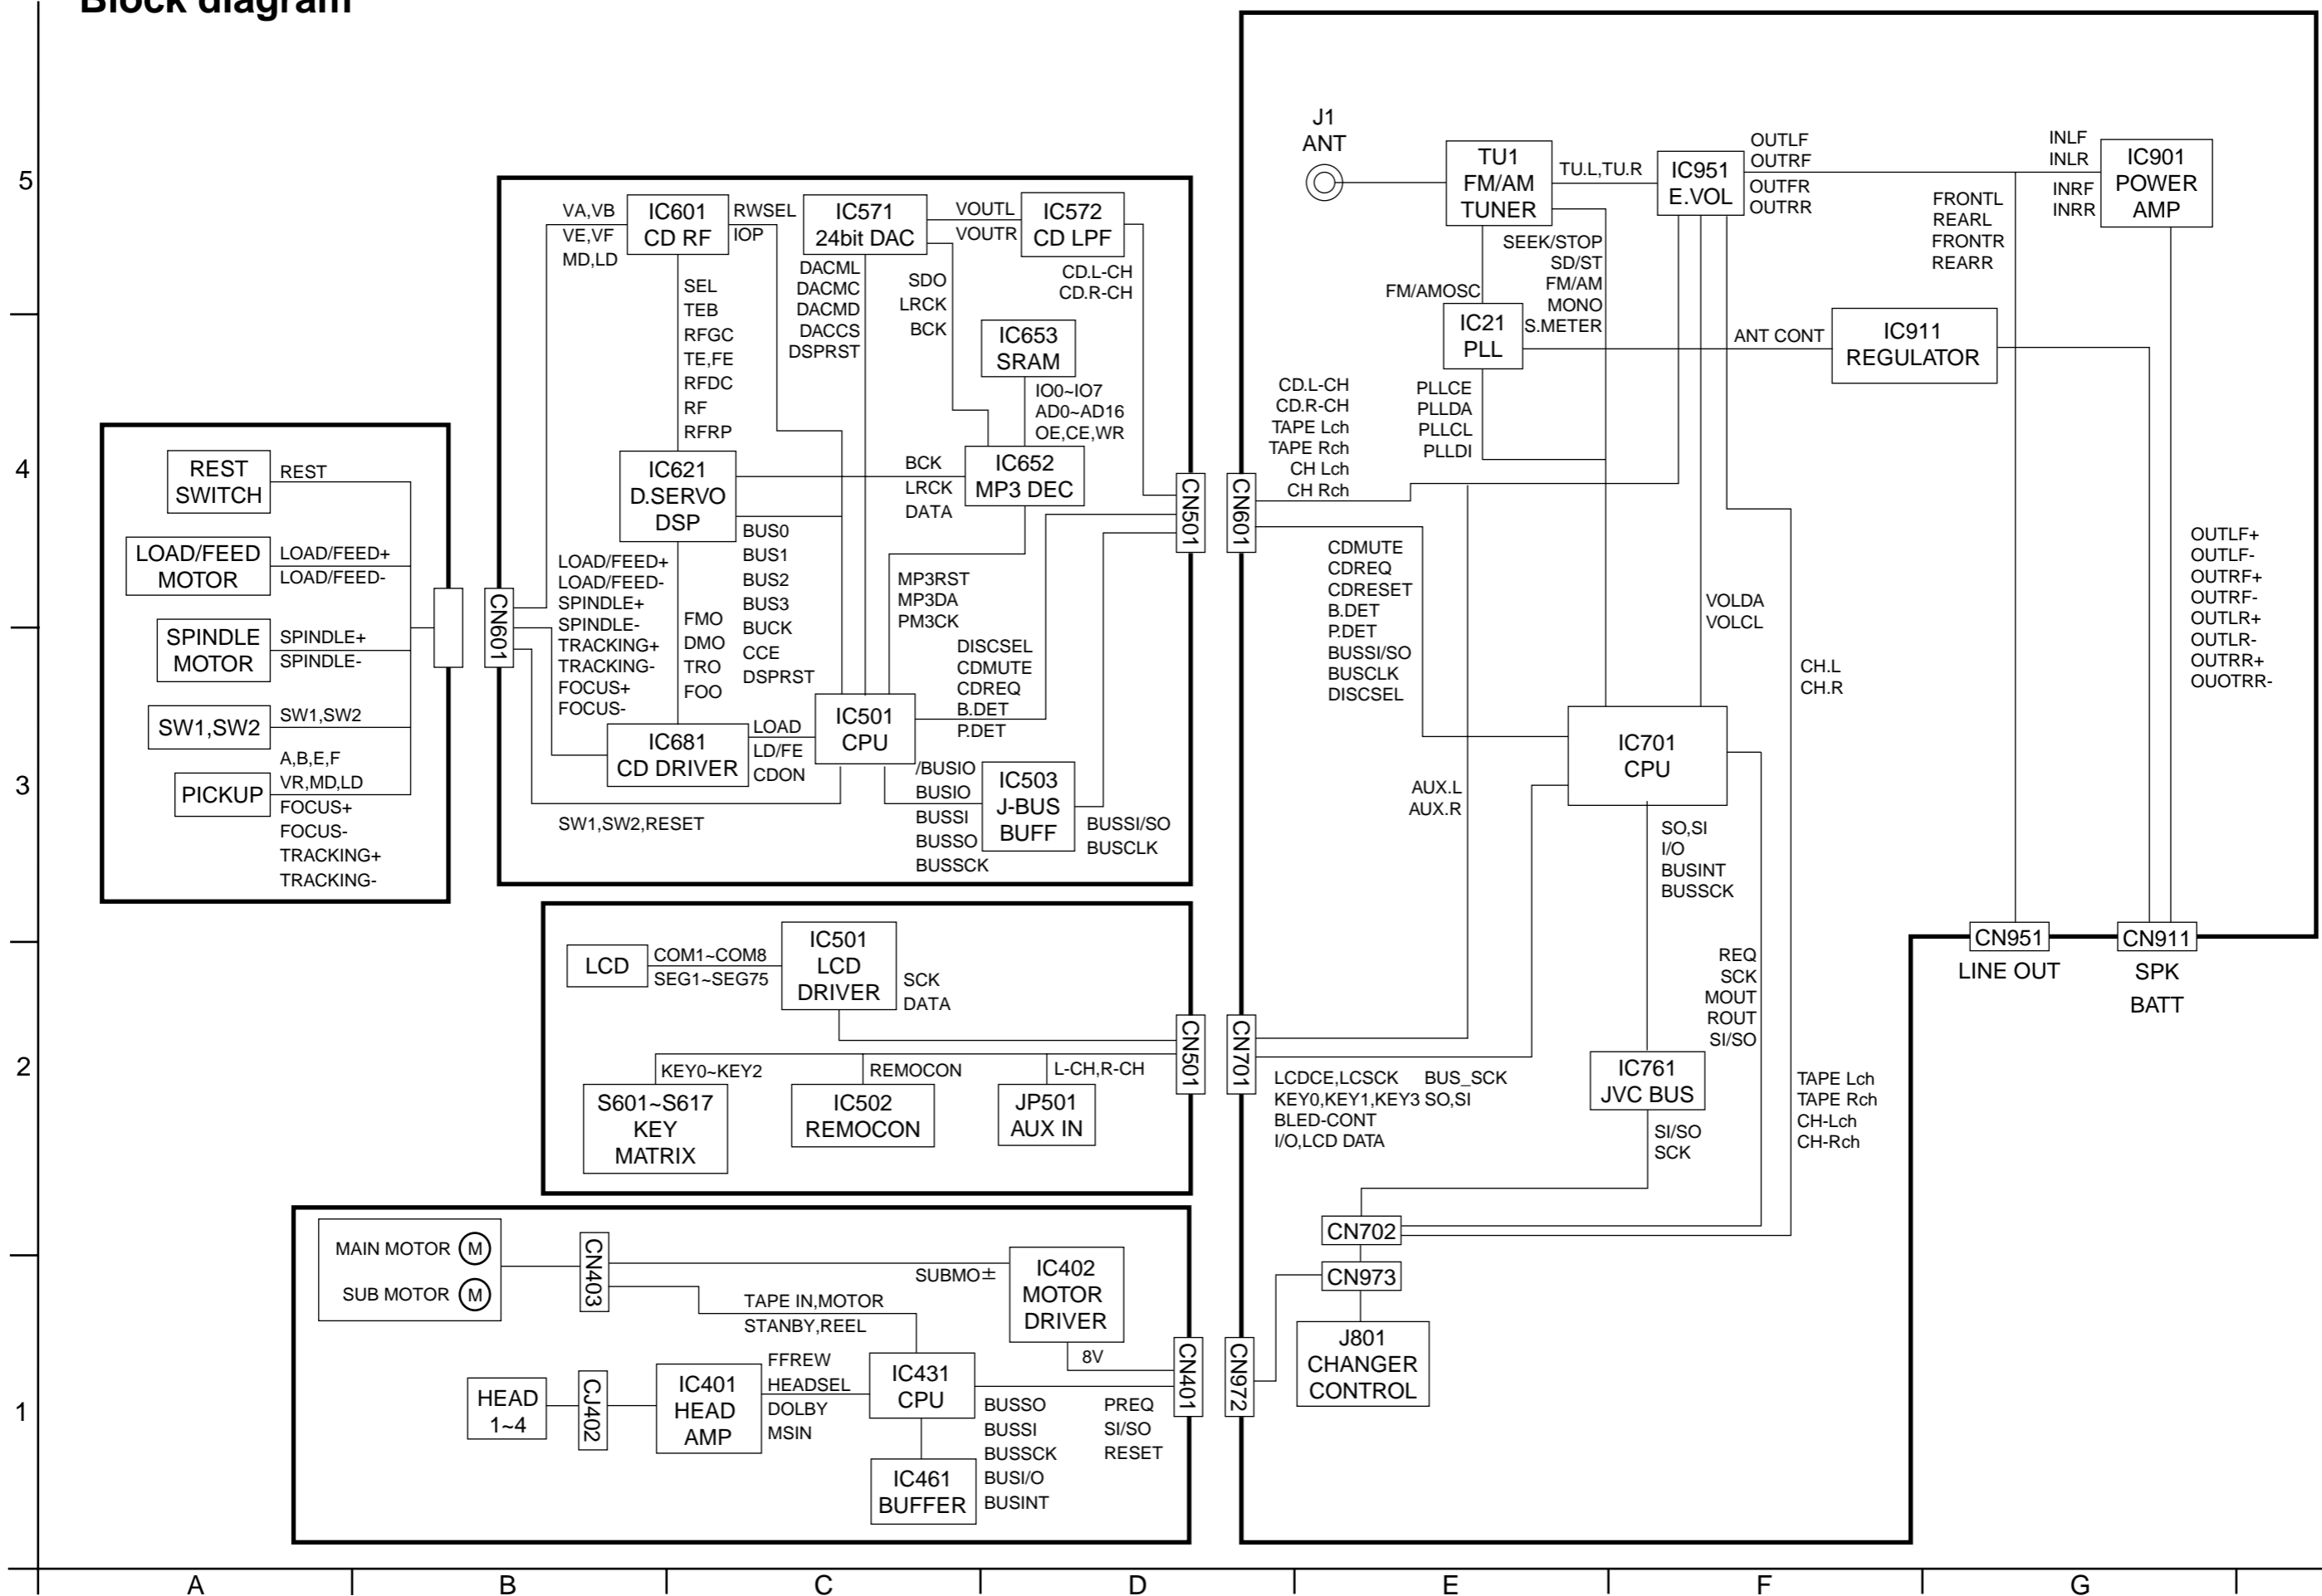 Block diagram
5
4
3
2
1
A
B
C
D
E
F
G
REST
SWITCH
REST
LOAD/FEED
MOTOR
LOAD/FEED+
LOAD/FEED-
SPINDLE
MOTOR
SPINDLE+
SPINDLE-
SW1,SW2
SW1,SW2
PICKUP
A,B,E,F
VR,MD,LD
FOCUS+
FOCUS-
TRACKING+
TRACKING-
CN601
VA,VB
VE,VF
MD,LD
IC601
CD RF
RWSEL
IOP
IC571
24bit DAC
VOUTL
VOUTR
IC572
CD LPF
CD.L-CH
CD.R-CH
SEL
TEB
RFGC
TE,FE
RFDC
RF
RFRP
DACML
DACMC
DACMD
DACCS
DSPRST
SDO
LRCK
BCK
IC653
SRAM
IO0~IO7
AD0~AD16
OE,CE,WR
IC621
D.SERVO
DSP
BCK
LRCK
DATA
IC652
MP3 DEC
CN501
LOAD/FEED+
LOAD/FEED-
SPINDLE+
SPINDLE-
TRACKING+
TRACKING-
FOCUS+
FOCUS-
FMO
DMO
TRO
FOO
BUS0
BUS1
BUS2
BUS3
BUCK
CCE
DSPRST
MP3RST
MP3DA
PM3CK
DISCSEL
CDMUTE
CDREQ
B.DET
P.DET
IC681
CD DRIVER
LOAD
LD/FE
CDON
IC501
CPU
/BUSIO
BUSIO
BUSSI
BUSSO
BUSSCK
IC503
J-BUS
BUFF
BUSSI/SO
BUSCLK
SW1,SW2,RESET
LCD
COM1~COM8
SEG1~SEG75
IC501
LCD
DRIVER
SCK
DATA
CN501
KEY0~KEY2
REMOCON
L-CH,R-CH
S601~S617
KEY
MATRIX
IC502
REMOCON
JP501
AUX IN
MAIN MOTOR
M
SUB MOTOR
M
CN403
SUBMO±
IC402
MOTOR
DRIVER
TAPE IN,MOTOR
STANBY,REEL
8V
CN401
HEAD
1~4
CJ402
IC401
HEAD
AMP
FFREW
HEADSEL
DOLBY
MSIN
IC431
CPU
BUSSO
BUSSI
BUSSCK
BUSI/O
BUSINT
PREQ
SI/SO
RESET
IC461
BUFFER
J1
ANT
TU1
FM/AM
TUNER
TU.L,TU.R
IC951
E.VOL
OUTLF
OUTRF
OUTFR
OUTRR
INLF
INLR
INRF
INRR
IC901
POWER
AMP
FRONTL
REARL
FRONTR
REARR
SEEK/STOP
SD/ST
FM/AM
MONO
S.METER
FM/AMOSC
IC21
PLL
ANT CONT
IC911
REGULATOR
CD.L-CH
CD.R-CH
TAPE Lch
TAPE Rch
CH Lch
CH Rch
PLLCE
PLLDA
PLLCL
PLLDI
CN601
CDMUTE
CDREQ
CDRESET
B.DET
P.DET
BUSSI/SO
BUSCLK
DISCSEL
VOLDA
VOLCL
CH.L
CH.R
OUTLF+
OUTLF-
OUTRF+
OUTRF-
OUTLR+
OUTLR-
OUTRR+
OUOTRR-
IC701
CPU
AUX.L
AUX.R
SO,SI
I/O
BUSINT
BUSSCK
CN951
LINE OUT
CN911
SPK
BATT
REQ
SCK
MOUT
ROUT
SI/SO
CN701
LCDCE,LCSCK BUS_SCK
KEY0,KEY1,KEY3 SO,SI
BLED-CONT
I/O,LCD DATA
IC761
JVC BUS
SI/SO
SCK
TAPE Lch
TAPE Rch
CH-Lch
CH-Rch
CN702
CN973
CN972
J801
CHANGER
CONTROL